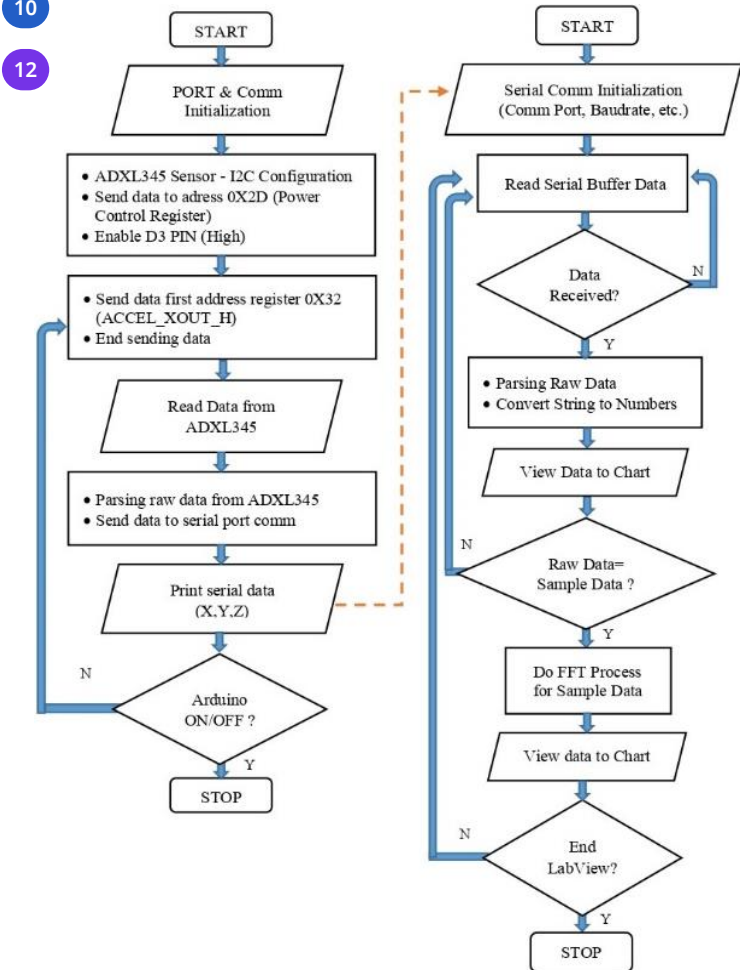 10
12
START
PORT & Comm
Initialization
• ADXL345 Sensor - I2C Configuration
• Send data to adress 0X2D (Power
Control Register)
• Enable D3 PIN (High)
• Send data first address register 0X32
(ACCEL_XOUT_H)
• End sending data
Read Data from
ADXL345
• Parsing raw data from ADXL345
• Send data to serial port comm
Print serial data
(X,Y,Z)
N
Arduino
ON/OFF ?
Y
STOP
START
Serial Comm Initialization
(Comm Port, Baudrate, etc.)
Read Serial Buffer Data
Data
Received?
N
Y
• Parsing Raw Data
• Convert String to Numbers
View Data to Chart
N
Raw Data=
Sample Data ?
Y
Do FFT Process
for Sample Data
View data to Chart
N
End
LabView?
Y
STOP